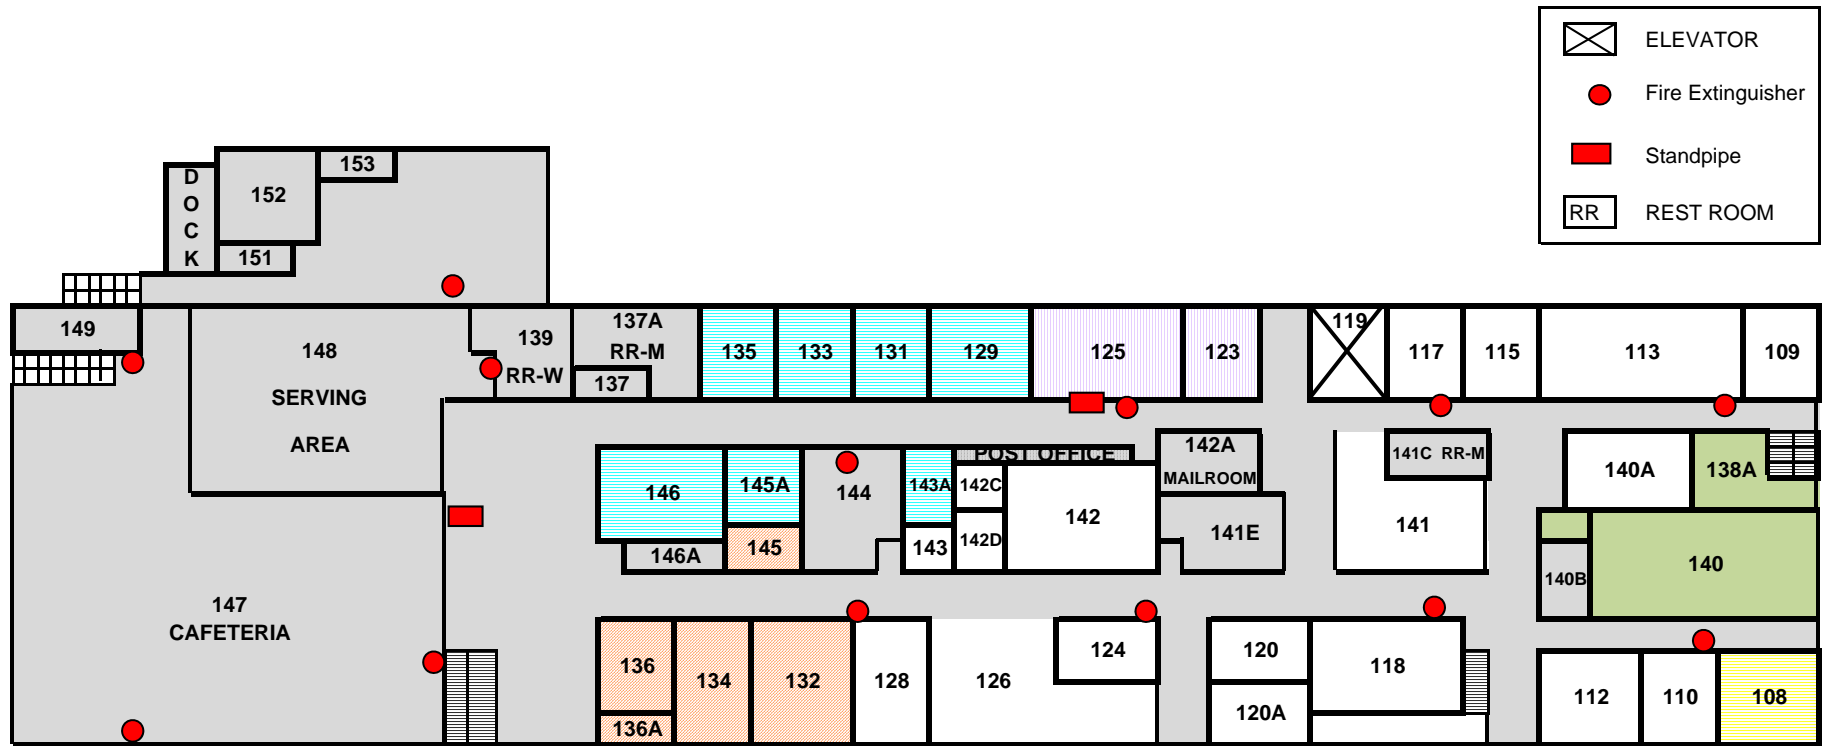 ELEVATOR
Fire Extinguisher
Standpipe
RR REST ROOM
D
O
C
K
152
153
151
149
148
SERVING
AREA
139
RR-W
137A
RR-M
137
135
133
131
129
125
123
119
117
115
113
109
146
145A
144
143A
POST OFFICE
142C
142A
MAILROOM
141C RR-M
140A
138A
146A
145
143
142D
142
141E
141
140B
140
147
CAFETERIA
136
136A
134
132
128
126
124
120
120A
118
112
110
108